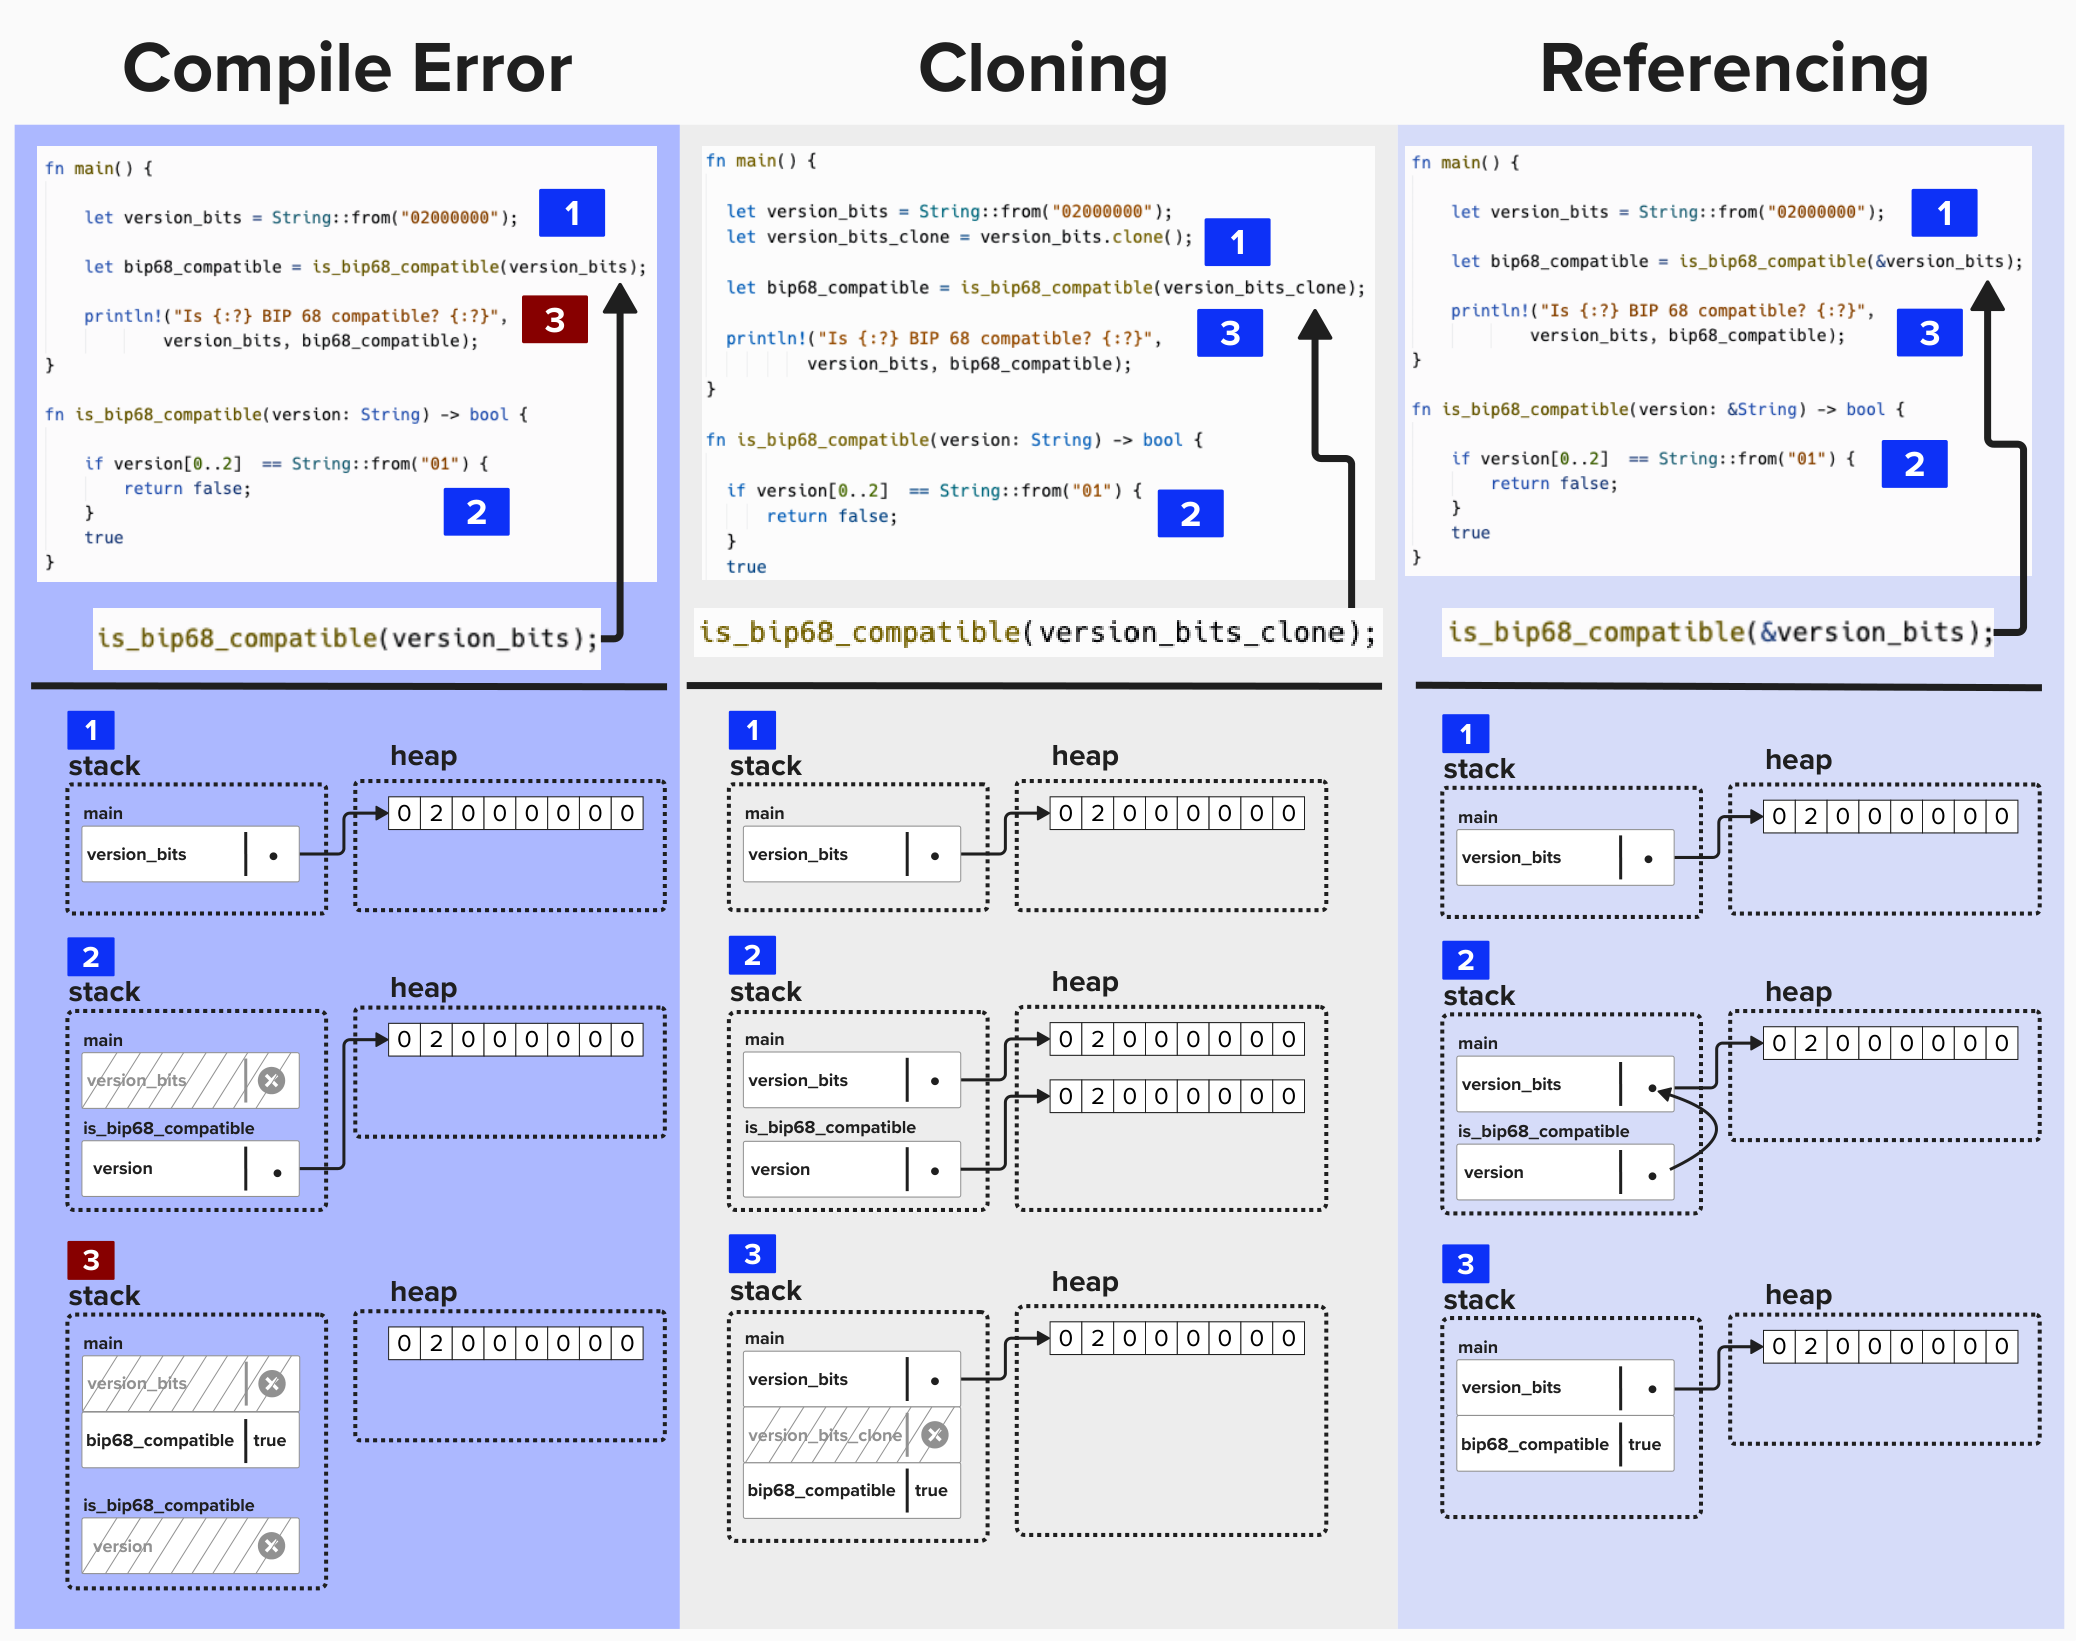 Compile Error
fn main() {
let version_bits = String::from("02000000");
1
let bip68_compatible = is_bip68_compatible(version_bits);
println!("Is {:?} BIP 68 compatible? {:?}",
3
version_bits, bip68_compatible);
}
fn is_bip68_compatible(version: String) -> bool {
if version[0..2]  == String::from("01") {
return false;
2
}
true
}
is_bip68_compatible(version_bits);
1
stack
heap
main
version_bits
0 2 0 0 0 0 0 0
2
stack
heap
main
version_bits
0 2 0 0 0 0 0 0
is_bip68_compatible
version
3
stack
heap
main
version_bits
0 2 0 0 0 0 0 0
bip68_compatible true
is_bip68_compatible
version
Cloning
fn main() {
let version_bits = String::from("02000000");
let version_bits_clone = version_bits.clone();
1
let bip68_compatible = is_bip68_compatible(version_bits_clone);
println!("Is {:?} BIP 68 compatible? {:?}",
3
version_bits, bip68_compatible);
}
fn is_bip68_compatible(version: String) -> bool {
if version[0..2]  == String::from("01") {
return false;
2
}
true
is_bip68_compatible(version_bits_clone);
1
stack
heap
main
version_bits
0 2 0 0 0 0 0 0
2
stack
heap
main
version_bits
0 2 0 0 0 0 0 0
0 2 0 0 0 0 0 0
is_bip68_compatible
version
3
stack
heap
main
version_bits
0 2 0 0 0 0 0 0
version_bits_clone
bip68_compatible true
Referencing
fn main() {
let version_bits = String::from("02000000");
1
let bip68_compatible = is_bip68_compatible(&version_bits);
println!("Is {:?} BIP 68 compatible? {:?}",
3
version_bits, bip68_compatible);
}
fn is_bip68_compatible(version: &String) -> bool {
if version[0..2]  == String::from("01") {
2
return false;
}
true
}
is_bip68_compatible(&version_bits);
1
stack
heap
main
version_bits
0 2 0 0 0 0 0 0
2
stack
heap
main
version_bits
0 2 0 0 0 0 0 0
is_bip68_compatible
version
3
stack
heap
main
version_bits
0 2 0 0 0 0 0 0
bip68_compatible true